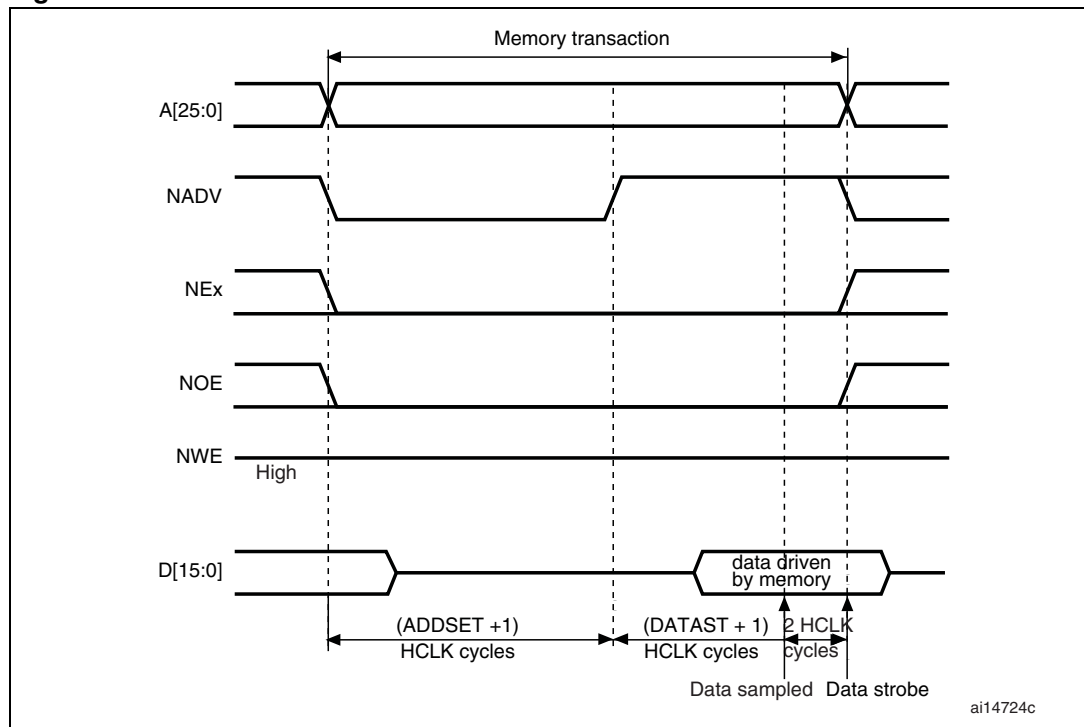 Memory transaction
A[25:0]
NADV
NEx
NOE
NWE
High
D[15:0]
data driven
by memory
(ADDSET +1)
HCLK cycles
(DATAST + 1)
HCLK cycles
2 HCLK
cycles
Data sampled
Data strobe
ai14724c